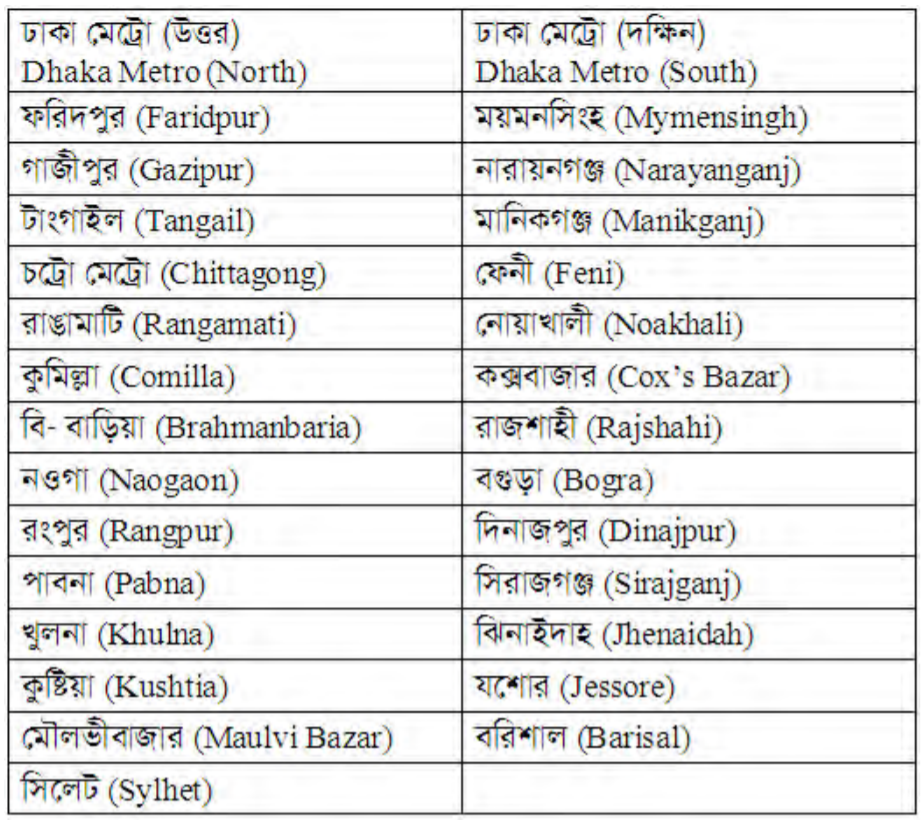 ঢাকা মেট্রো (উত্তর)
Dhaka Metro (North)
ঢাকা মেট্রো (দক্ষিন)
Dhaka Metro (South)
ফরিদপুর (Faridpur)
ময়মনসিংহ (Mymensingh)
গাজীপুর (Gazipur)
নারায়নগঞ্জ (Narayanganj)
টাংগাইল (Tangail)
মানিকগঞ্জ (Manikganj)
চট্রো মেট্রো (Chittagong)
ফেনী (Feni)
রাঙামাটি (Rangamati)
নোয়াখালী (Noakhali)
কুমিল্লা (Comilla)
কক্সবাজার (Cox's Bazar)
বি- বাড়িয়া (Brahmanbaria)
রাজশাহী (Rajshahi)
নওগা (Naogaon)
বগুড়া (Bogra)
রংপুর (Rangpur)
দিনাজপুর (Dinajpur)
পাবনা (Pabna)
সিরাজগঞ্জ (Sirajganj)
খুলনা (Khulna)
ঝিনাইদাহ (Jhenaidah)
কুষ্টিয়া (Kushtia)
যশোর (Jessore)
মৌলভীবাজার (Maulvi Bazar)
বরিশাল (Barisal)
সিলেট (Sylhet)